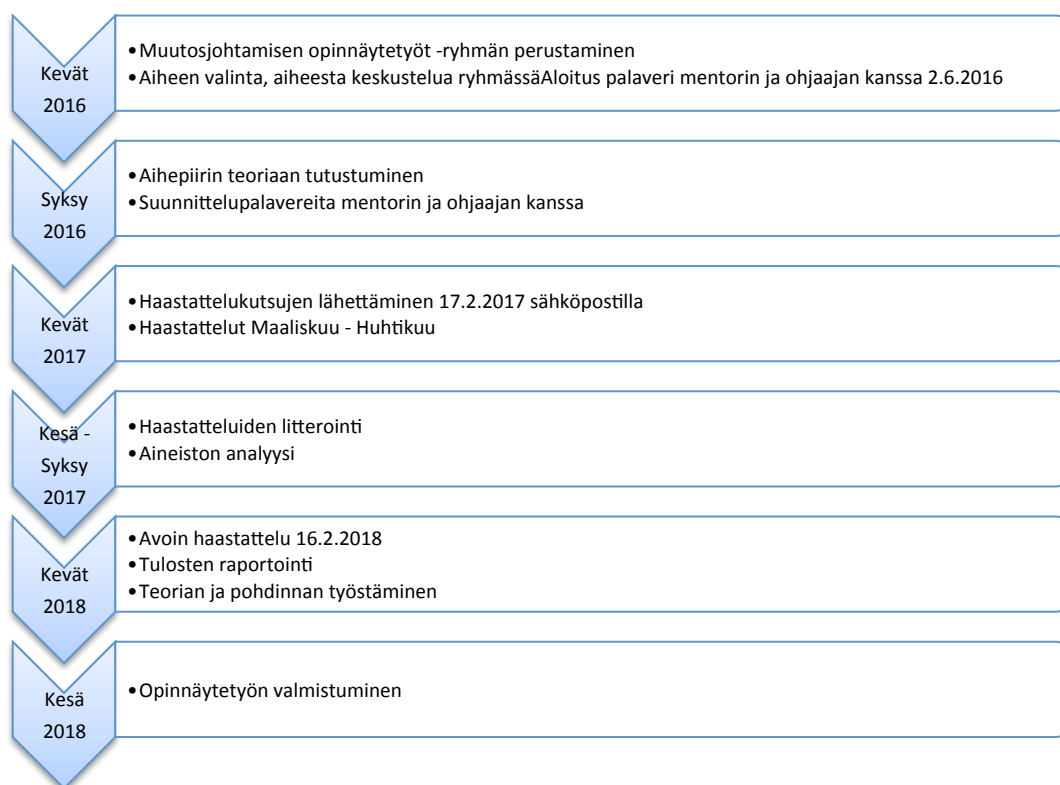 Kevät
2016
•Muutosjohtamisen opinnäytetyöt -ryhmän perustaminen
•Aiheen valinta, aiheesta keskustelua ryhmässäAloitus palaveri mentorin ja ohjaajan kanssa 2.6.2016
Syksy
2016
•Aihepiirin teoriaan tutustuminen
•Suunnittelupalavereita mentorin ja ohjaajan kanssa
Kevät
2017
•Haastattelukutsujen lähettäminen 17.2.2017 sähköpostilla
•Haastattelut Maaliskuu - Huhtikuu
Kesä -
Syksy
2017
•Haastatteluiden litterointi
•Aineiston analyysi
Kevät
2018
•Avoin haastattelu 16.2.2018
•Tulosten raportointi
•Teorian ja pohdinnan työstäminen
Kesä
2018
•Opinnäytetyön valmistuminen